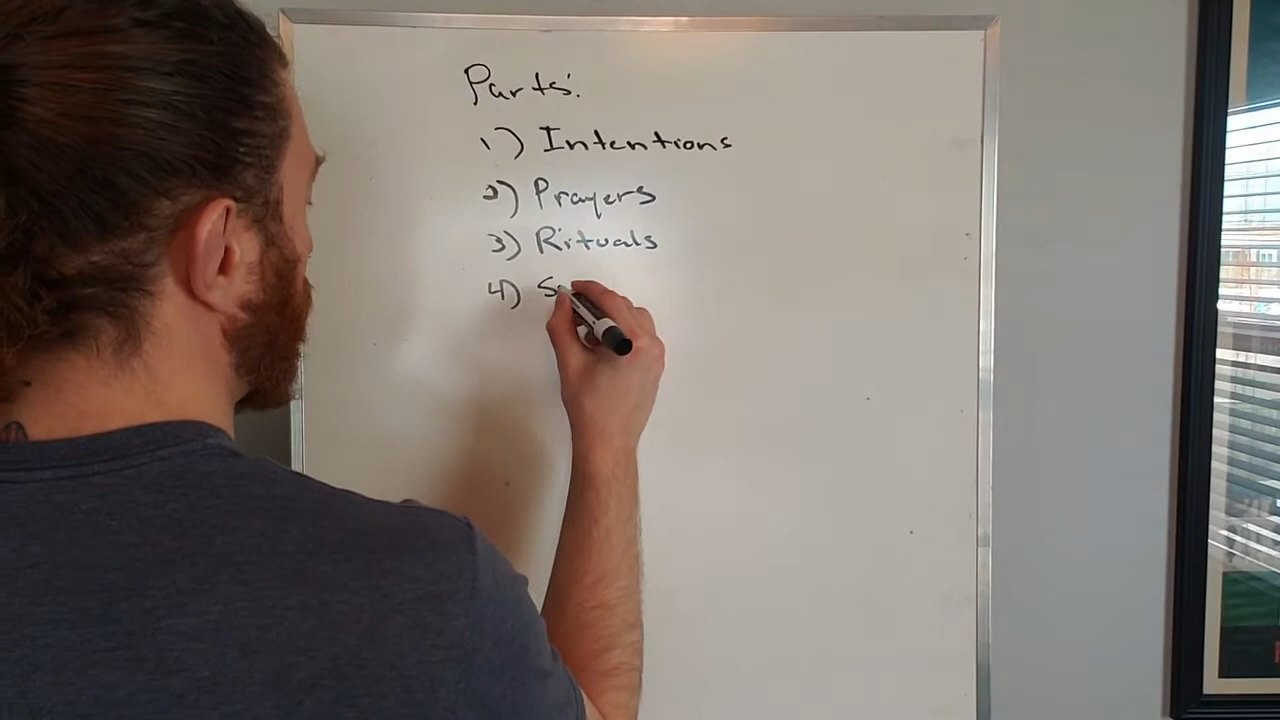 Parts:
1) Intentions
2) Prayers
3) Rituals
4) S